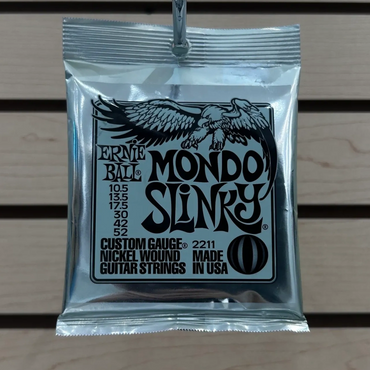 ERNIE
BALL®
MONDO
SLINKY®
10.5
13.5
17.5
30
42
52
CUSTOM GAUGE® 2211
NICKEL WOUND MADE
GUITAR STRINGS IN USA